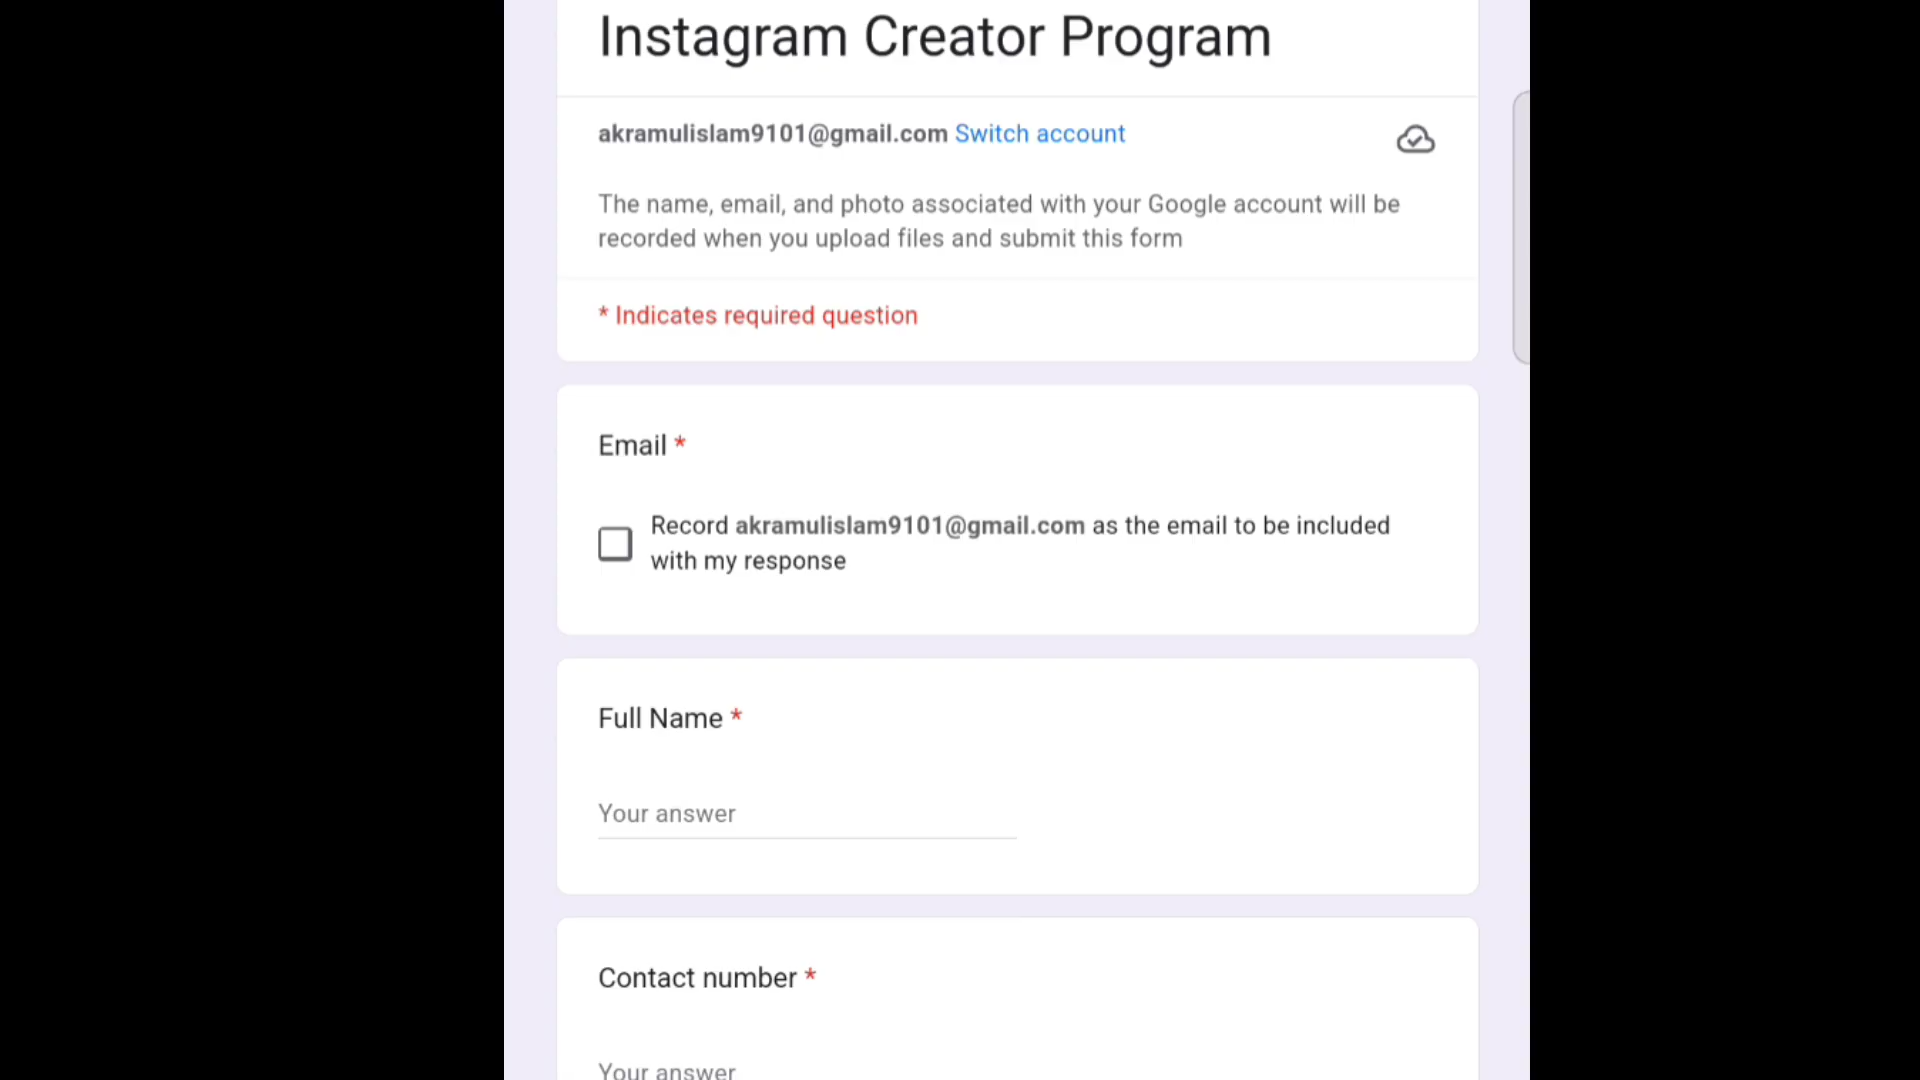 Instagram Creator Program
akramulislam9101@gmail.com Switch account
The name, email, and photo associated with your Google account will be
recorded when you upload files and submit this form
* Indicates required question
Email *
Record akramulislam9101@gmail.com as the email to be included
with my response
Full Name *
Your answer
Contact number *
Your answer